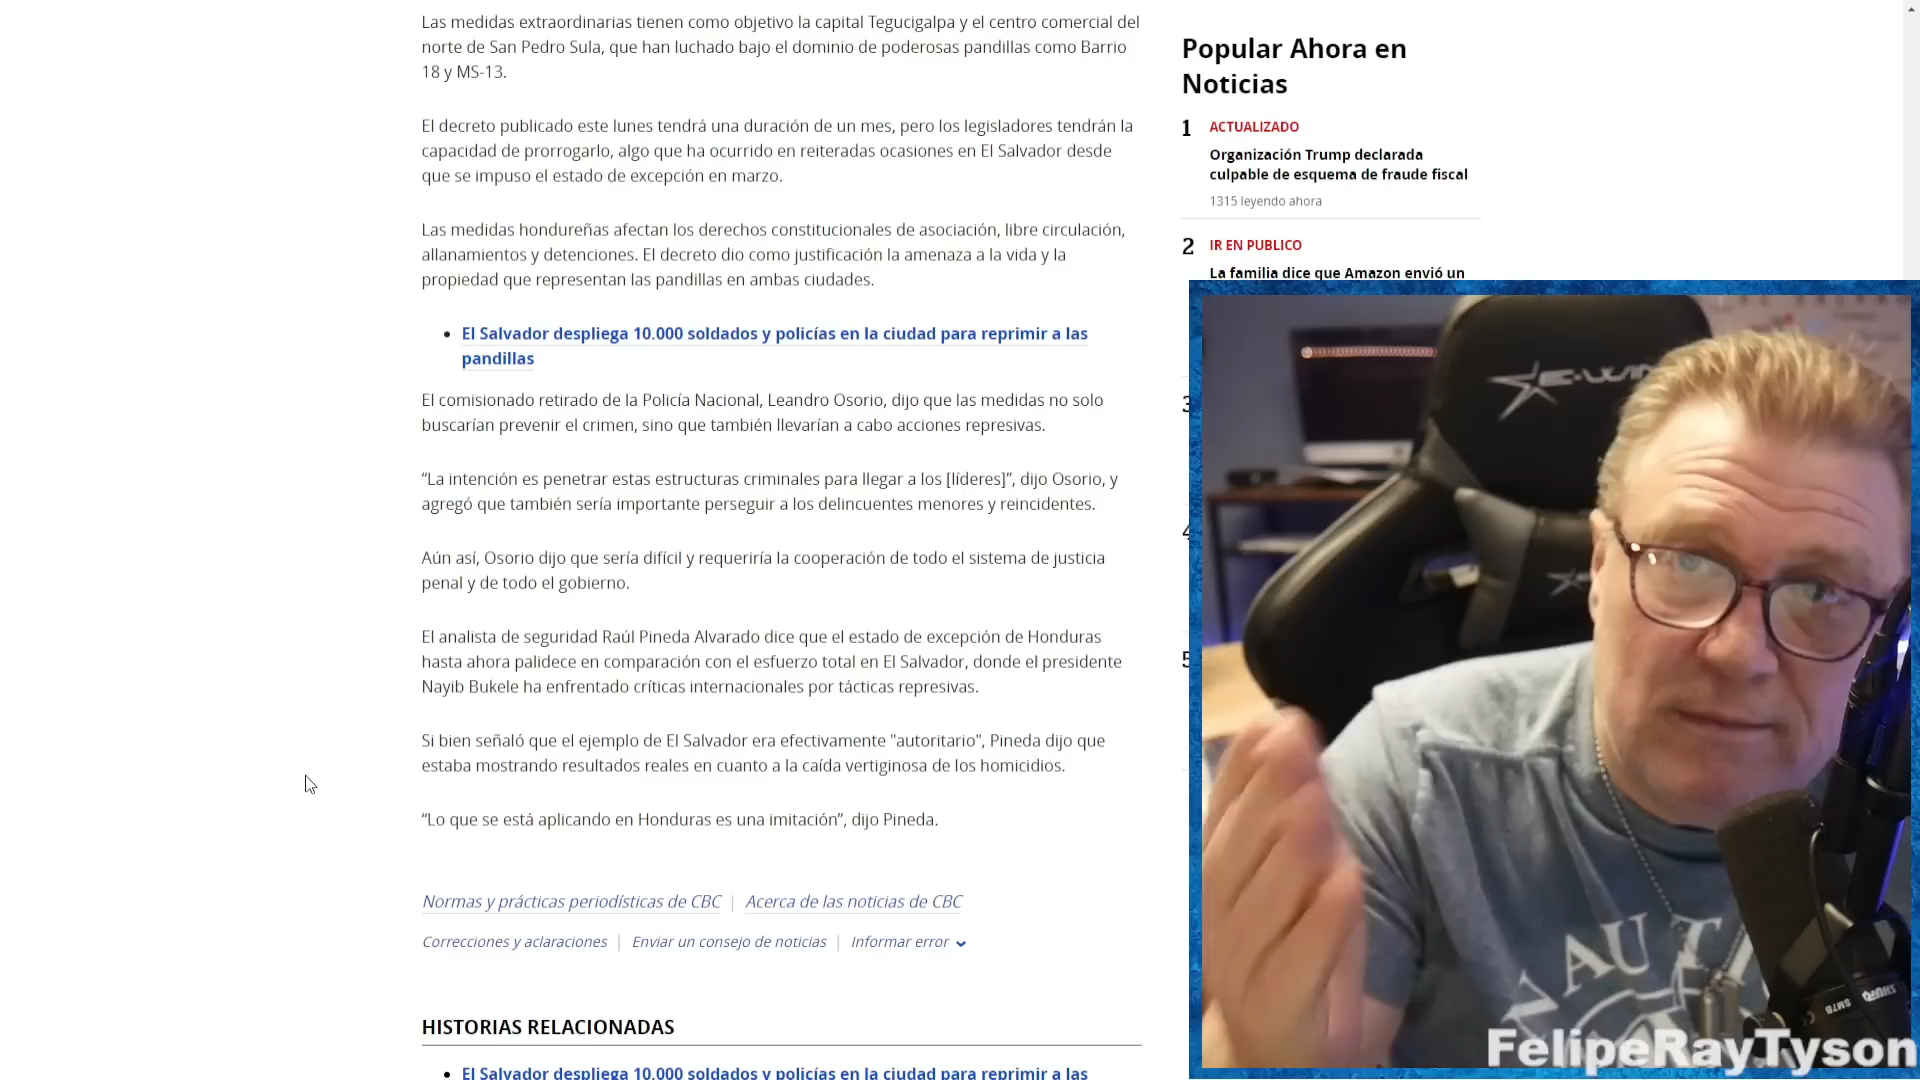 Las medidas extraordinarias tienen como objetivo la capital Tegucigalpa y el centro comercial del
norte de San Pedro Sula, que han luchado bajo el dominio de poderosas pandillas como Barrio
18 y MS-13.
El decreto publicado este lunes tendrá una duración de un mes, pero los legisladores tendrán la
capacidad de prorrogarlo, algo que ha ocurrido en reiteradas ocasiones en El Salvador desde
que se impuso el estado de excepción en marzo.
Las medidas hondureñas afectan los derechos constitucionales de asociación, libre circulación,
allanamientos y detenciones. El decreto dio como justificación la amenaza a la vida y la
propiedad que representan las pandillas en ambas ciudades.
• El Salvador despliega 10.000 soldados y policías en la ciudad para reprimir a las
pandillas
El comisionado retirado de la Policía Nacional, Leandro Osorio, dijo que las medidas no solo
buscarían prevenir el crimen, sino que también llevarían a cabo acciones represivas.
“La intención es penetrar estas estructuras criminales para llegar a los [líderes]”, dijo Osorio, y
agregó que también sería importante perseguir a los delincuentes menores y reincidentes.
Aún así, Osorio dijo que sería difícil y requeriría la cooperación de todo el sistema de justicia
penal y de todo el gobierno.
El analista de seguridad Raúl Pineda Alvarado dice que el estado de excepción de Honduras
hasta ahora palidece en comparación con el esfuerzo total en El Salvador, donde el presidente
Nayib Bukele ha enfrentado críticas internacionales por tácticas represivas.
Si bien señaló que el ejemplo de El Salvador era efectivamente "autoritario", Pineda dijo que
estaba mostrando resultados reales en cuanto a la caída vertiginosa de los homicidios.
“Lo que se está aplicando en Honduras es una imitación”, dijo Pineda.
Normas y prácticas periodísticas de CBC | Acerca de las noticias de CBC
Correcciones y aclaraciones | Enviar un consejo de noticias | Informar error
HISTORIAS RELACIONADAS
• El Salvador despliega 10.000 soldados y policías en la ciudad para reprimir a las
Popular Ahora en
Noticias
1 ACTUALIZADO
Organización Trump declarada
culpable de esquema de fraude fiscal
1315 leyendo ahora
2 IR EN PUBLICO
La familia dice que Amazon envió un
3
4
5
E-WIN
NAUTI
SHURE
SM7B
FelipeRayTyson